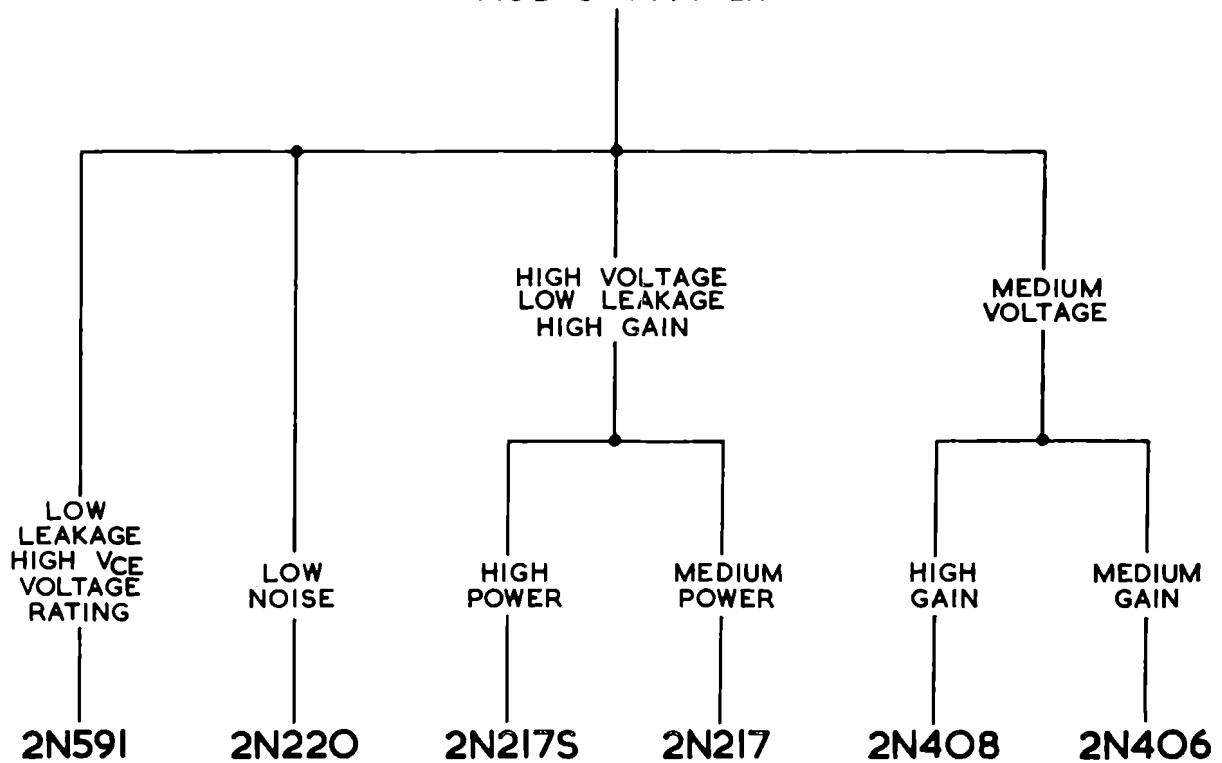 HIGH VOLTAGE
LOW LEAKAGE
HIGH GAIN
MEDIUM
VOLTAGE
LOW
LEAKAGE
HIGH VCE
VOLTAGE
RATING
LOW
NOISE
HIGH
POWER
MEDIUM
POWER
HIGH
GAIN
MEDIUM
GAIN
2N591
2N220
2N217S
2N217
2N408
2N406